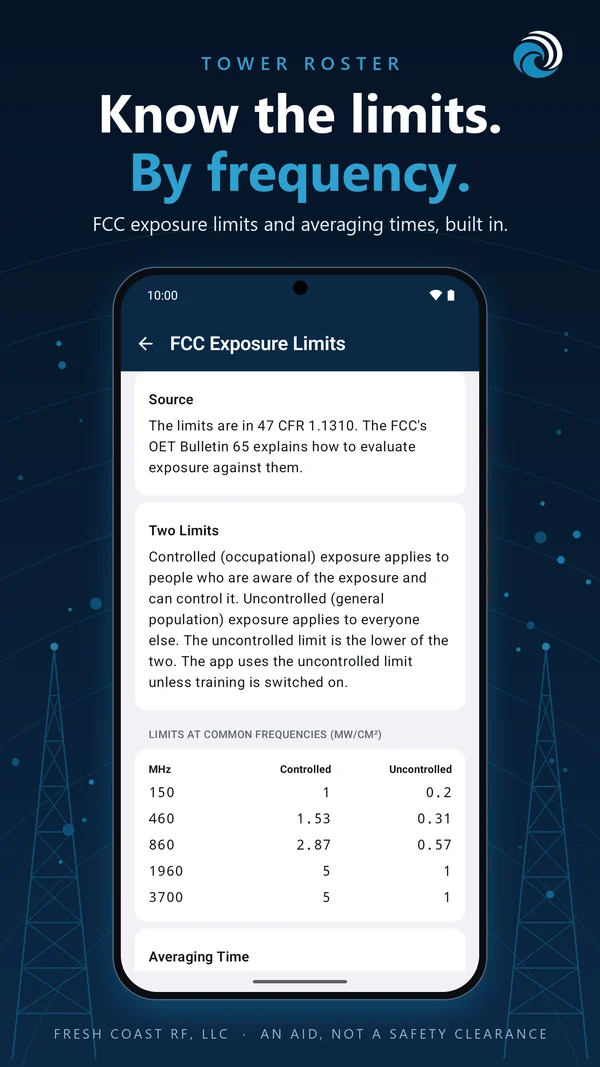 TOWER ROSTER
Know the limits.
By frequency.
FCC exposure limits and averaging times, built in.
10:00
FCC Exposure Limits
Source
The limits are in 47 CFR 1.1310. The FCC's
OET Bulletin 65 explains how to evaluate
exposure against them.
Two Limits
Controlled (occupational) exposure applies to
people who are aware of the exposure and
can control it. Uncontrolled (general
population) exposure applies to everyone
else. The uncontrolled limit is the lower of the
two. The app uses the uncontrolled limit
unless training is switched on.
LIMITS AT COMMON FREQUENCIES (MW/CM²)
MHz Controlled Uncontrolled
150 1 0.2
460 1.53 0.31
860 2.87 0.57
1960 5 1
3700 5 1
Averaging Time
FRESH COAST RF, LLC · AN AID, NOT A SAFETY CLEARANCE